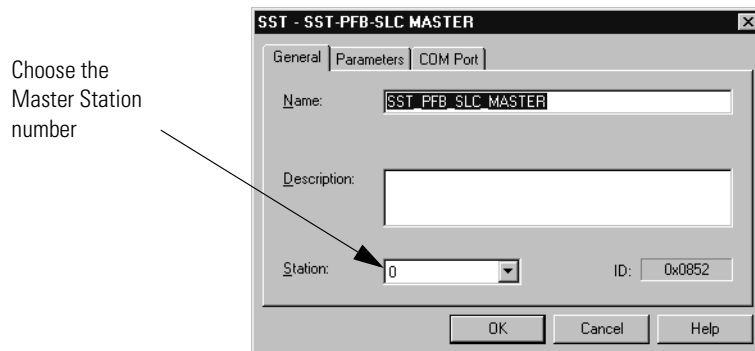 SST - SST-PFB-SLC MASTER
General Parameters COM Port
Choose the
Master Station
number
Name: SST_PFB_SLC_MASTER
Description:
Station: 0 ID: 0x0852
OK Cancel Help